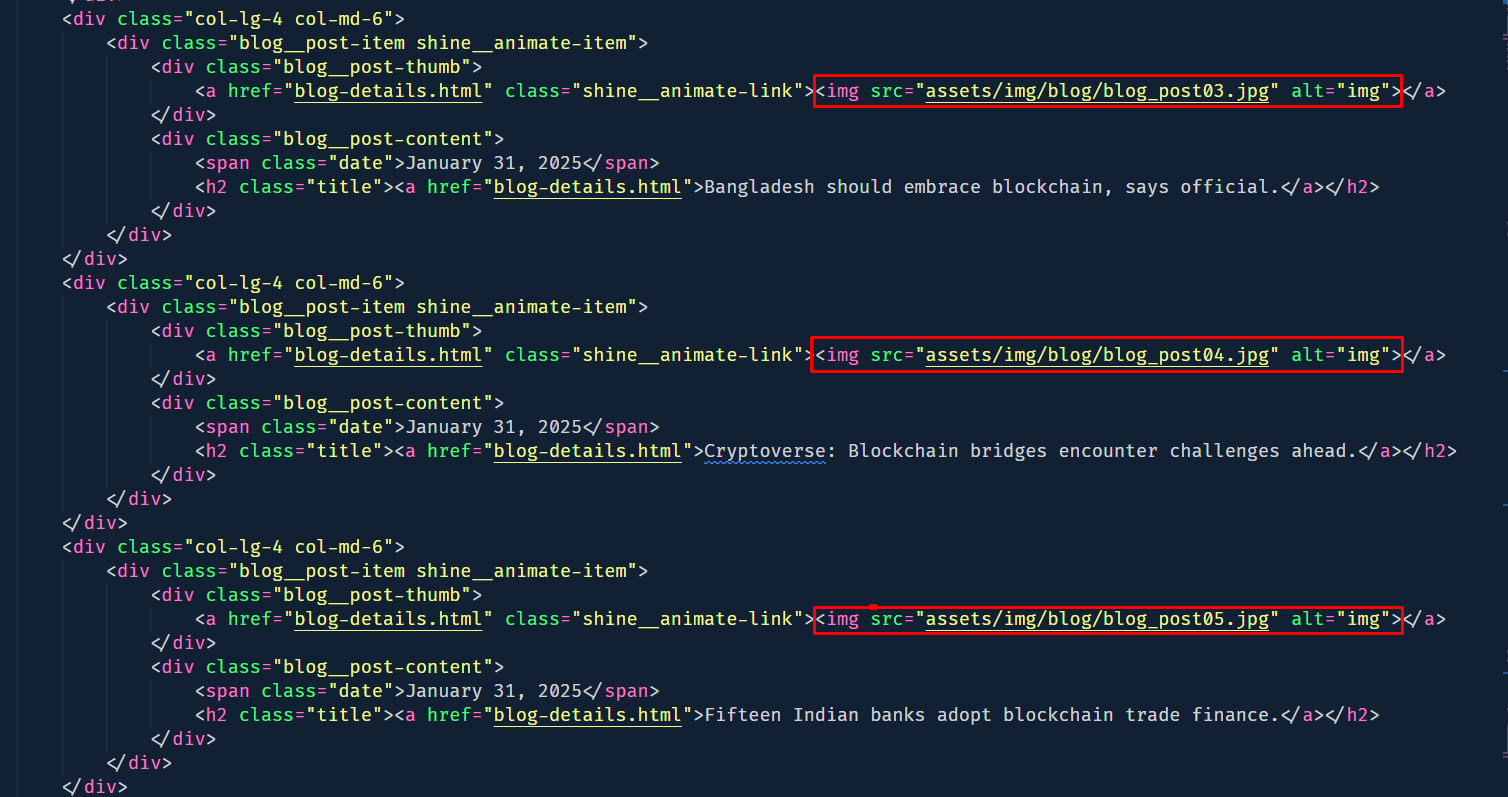 <div class="col-lg-4 col-md-6">
<div class="blog__post-item shine__animate-item">
<div class="blog__post-thumb">
<a href="blog-details.html" class="shine__animate-link"><img src="assets/img/blog/blog_post03.jpg" alt="img"></a>
</div>
<div class="blog__post-content">
<span class="date">January 31, 2025</span>
<h2 class="title"><a href="blog-details.html">Bangladesh should embrace blockchain, says official.</a></h2>
</div>
</div>
</div>
<div class="col-lg-4 col-md-6">
<div class="blog__post-item shine__animate-item">
<div class="blog__post-thumb">
<a href="blog-details.html" class="shine__animate-link"><img src="assets/img/blog/blog_post04.jpg" alt="img"></a>
</div>
<div class="blog__post-content">
<span class="date">January 31, 2025</span>
<h2 class="title"><a href="blog-details.html">Cryptoverse: Blockchain bridges encounter challenges ahead.</a></h2>
</div>
</div>
</div>
<div class="col-lg-4 col-md-6">
<div class="blog__post-item shine__animate-item">
<div class="blog__post-thumb">
<a href="blog-details.html" class="shine__animate-link"><img src="assets/img/blog/blog_post05.jpg" alt="img"></a>
</div>
<div class="blog__post-content">
<span class="date">January 31, 2025</span>
<h2 class="title"><a href="blog-details.html">Fifteen Indian banks adopt blockchain trade finance.</a></h2>
</div>
</div>
</div>